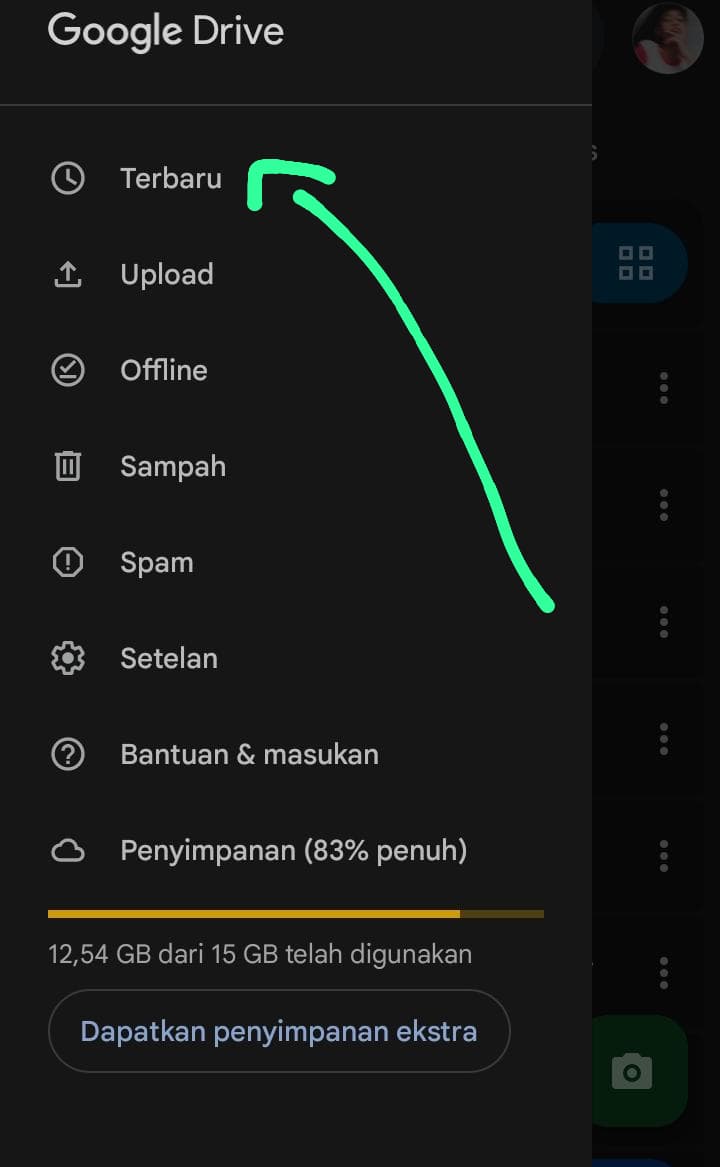 Google Drive
Terbaru
Upload
Offline
Sampah
Spam
Setelan
Bantuan & masukan
Penyimpanan (83% penuh)
12,54 GB dari 15 GB telah digunakan
Dapatkan penyimpanan ekstra